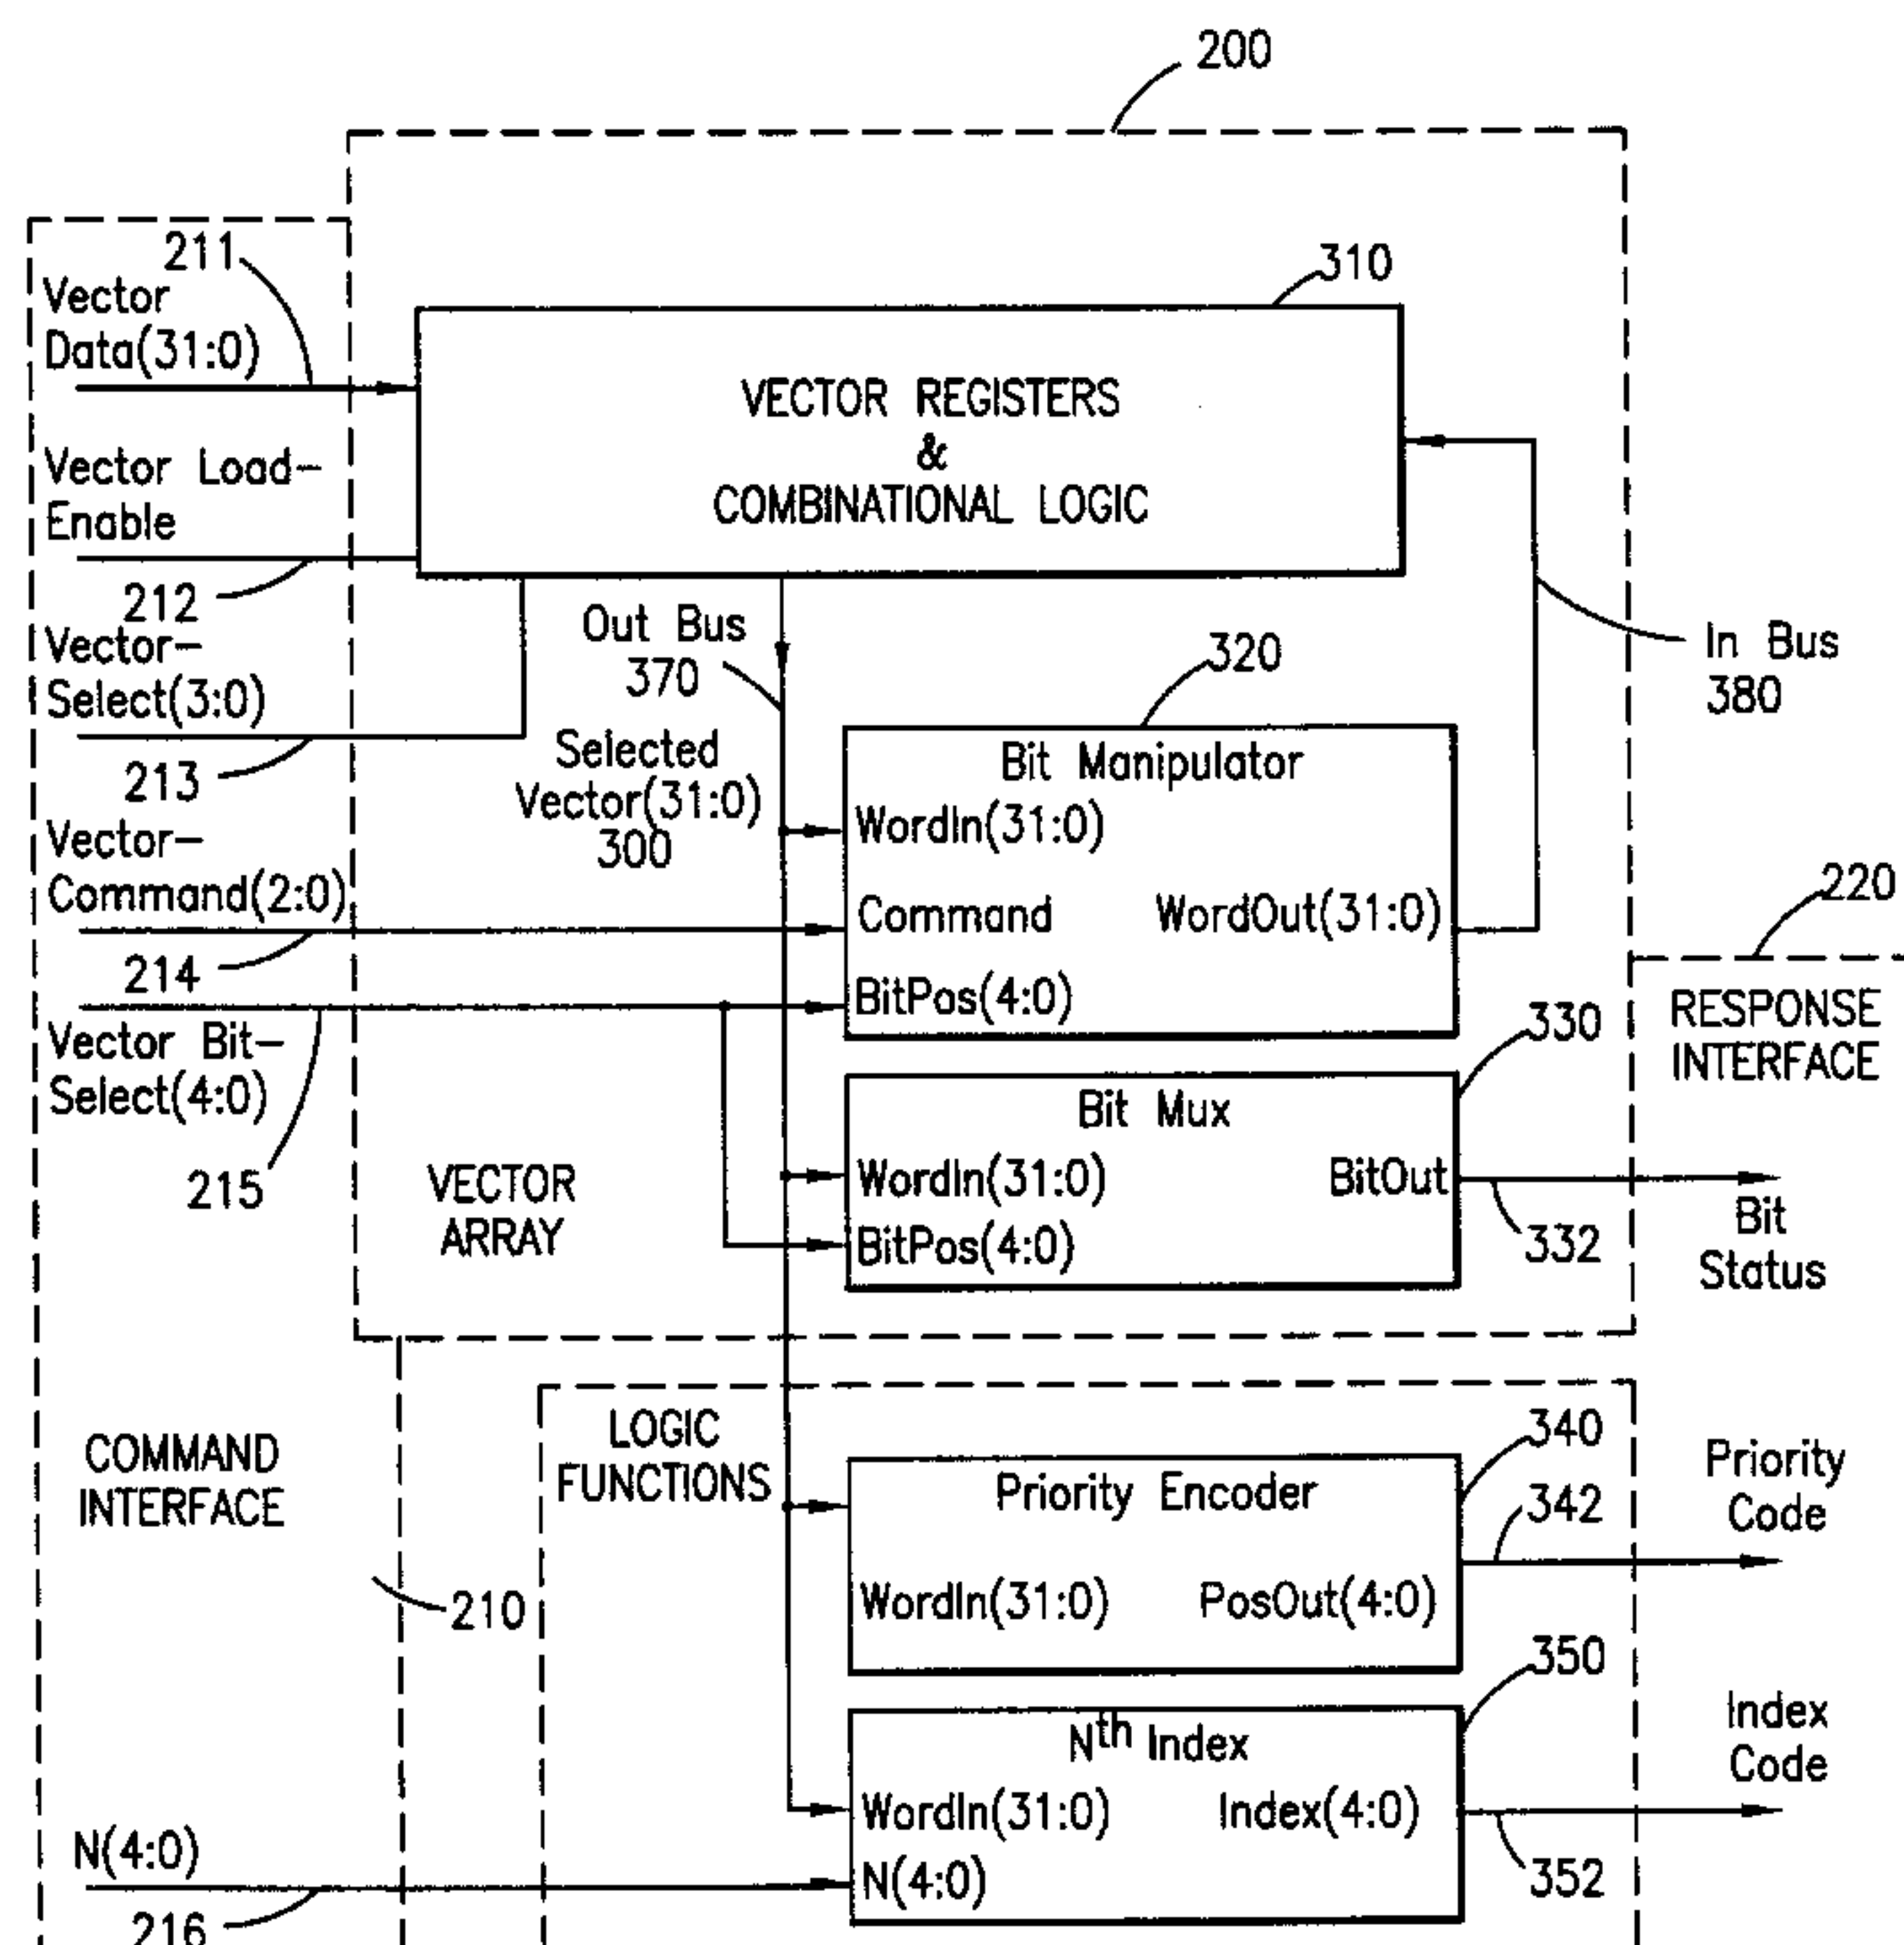 200
211
Vector
Data(31:0)
310
VECTOR REGISTERS
&
COMBINATIONAL LOGIC
Vector Load-
Enable
212
Vector-
Select(3:0)
213
Out Bus
370
320
In Bus
380
Selected
Vector(31:0)
300
Bit Manipulator
WordIn(31:0)
Command
WordOut(31:0)
BitPos(4:0)
Vector-
Command(2:0)
214
220
RESPONSE
INTERFACE
Vector Bit-
Select(4:0)
215
VECTOR
ARRAY
330
Bit Mux
WordIn(31:0)
BitOut
BitPos(4:0)
332
Bit
Status
COMMAND
INTERFACE
210
LOGIC
FUNCTIONS
340
Priority Encoder
342
Priority
Code
WordIn(31:0)
PosOut(4:0)
350
Nth Index
WordIn(31:0)
Index(4:0)
N(4:0)
352
Index
Code
N(4:0)
216